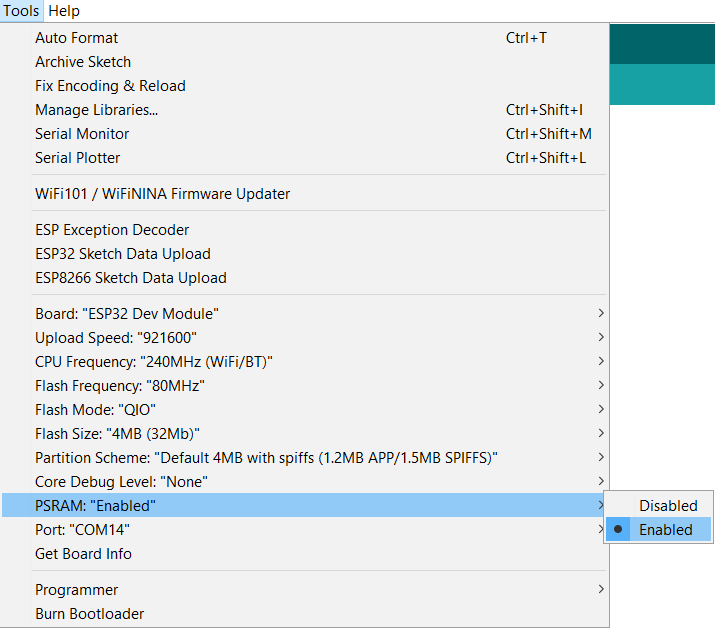 Tools Help
Auto Format Ctrl+T
Archive Sketch
Fix Encoding & Reload
Manage Libraries... Ctrl+Shift+I
Serial Monitor Ctrl+Shift+M
Serial Plotter Ctrl+Shift+L
WiFi101 / WiFiNINA Firmware Updater
ESP Exception Decoder
ESP32 Sketch Data Upload
ESP8266 Sketch Data Upload
Board: "ESP32 Dev Module"
Upload Speed: "921600"
CPU Frequency: "240MHz (WiFi/BT)"
Flash Frequency: "80MHz"
Flash Mode: "QIO"
Flash Size: "4MB (32Mb)"
Partition Scheme: "Default 4MB with spiffs (1.2MB APP/1.5MB SPIFFS)"
Core Debug Level: "None"
PSRAM: "Enabled" Disabled
Port: "COM14" Enabled
Get Board Info
Programmer
Burn Bootloader